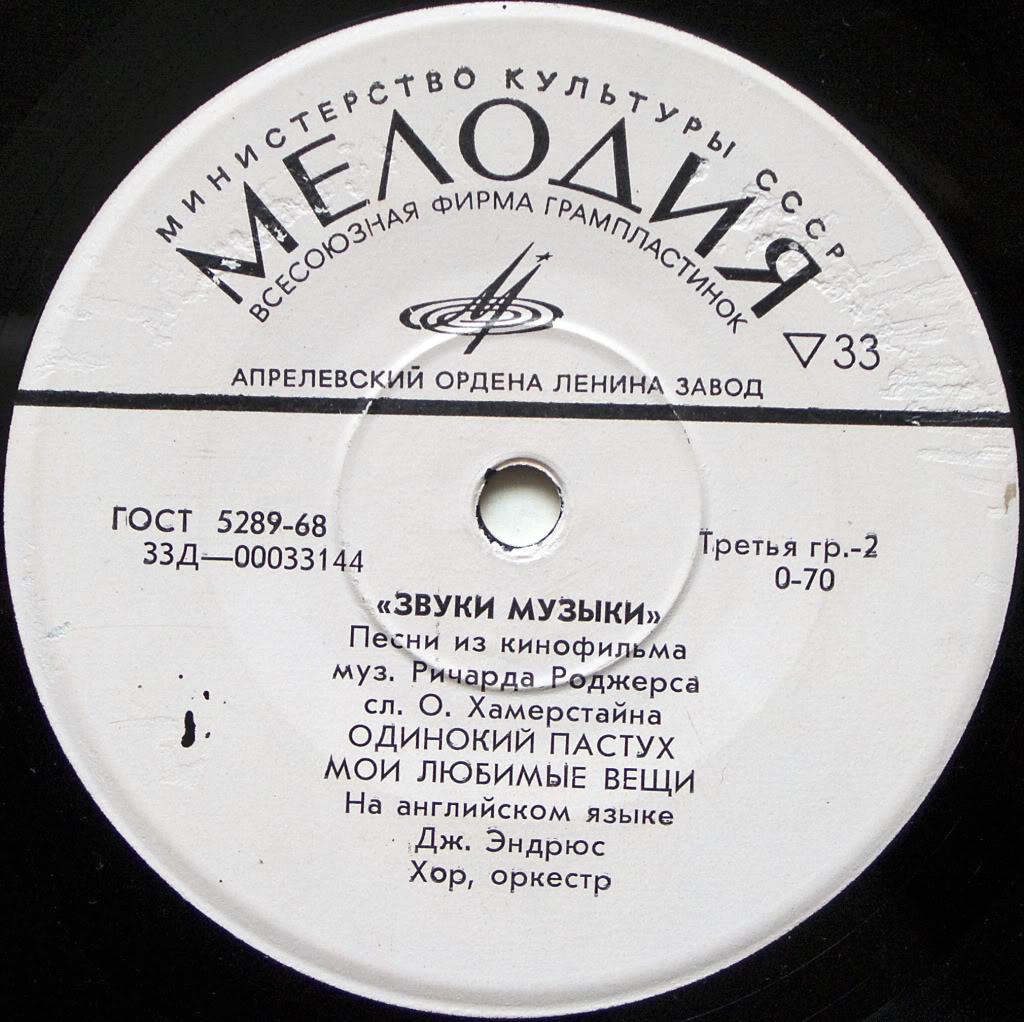 МИНИСТЕРСТВО КУЛЬТУРЫ СССР
МЕЛОДИЯ
ВСЕСОЮЗНАЯ ФИРМА ГРАМПЛАСТИНОК
▽33
АПРЕЛЕВСКИЙ ОРДЕНА ЛЕНИНА ЗАВОД
ГОСТ 5289-68
33Д—00033144
Третья гр.-2
0-70
«ЗВУКИ МУЗЫКИ»
Песни из кинофильма
муз. Ричарда Роджерса
сл. О. Хамерстайна
ОДИНОКИЙ ПАСТУХ
МОИ ЛЮБИМЫЕ ВЕЩИ
На английском языке
Дж. Эндрюс
Хор, оркестр